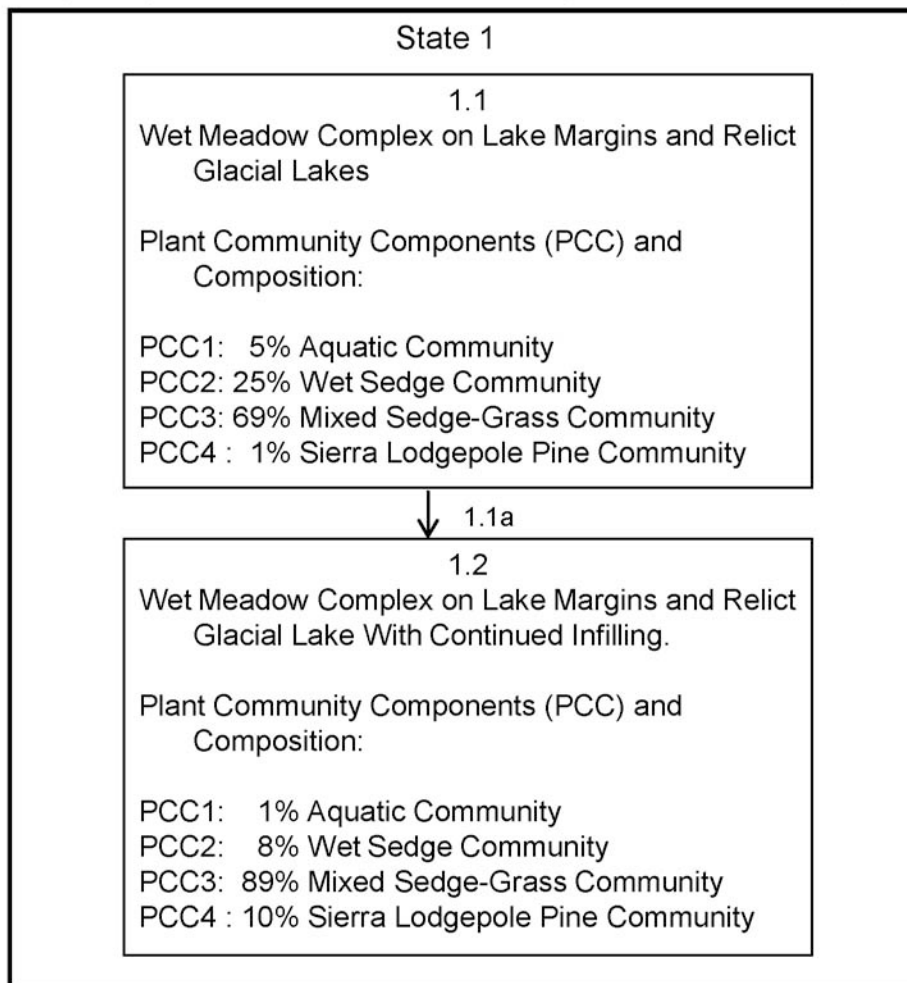 State 1
1.1
Wet Meadow Complex on Lake Margins and Relict
Glacial Lakes
Plant Community Components (PCC) and
Composition:
PCC1: 5% Aquatic Community
PCC2: 25% Wet Sedge Community
PCC3: 69% Mixed Sedge-Grass Community
PCC4 : 1% Sierra Lodgepole Pine Community
1.1a
1.2
Wet Meadow Complex on Lake Margins and Relict
Glacial Lake With Continued Infilling.
Plant Community Components (PCC) and
Composition:
PCC1: 1% Aquatic Community
PCC2: 8% Wet Sedge Community
PCC3: 89% Mixed Sedge-Grass Community
PCC4 : 10% Sierra Lodgepole Pine Community